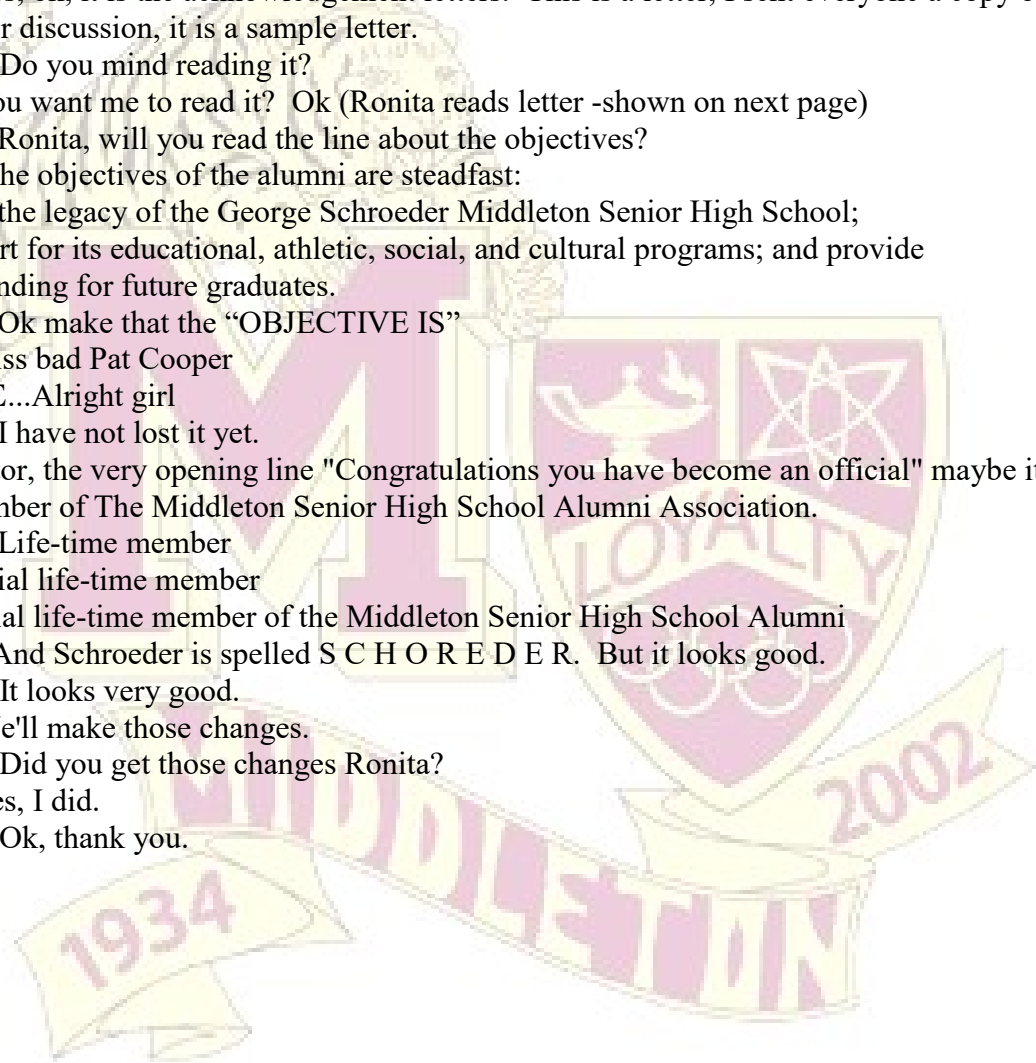 it is the acknowledgement letters. This is a letter, I sent everyone a copy
r discussion, it is a sample letter.
Do you mind reading it?
ou want me to read it? Ok (Ronita reads letter -shown on next page)
Ronita, will you read the line about the objectives?
he objectives of the alumni are steadfast:
the legacy of the George Schroeder Middleton Senior High School;
rt for its educational, athletic, social, and cultural programs; and provide
nding for future graduates.
Ok make that the “OBJECTIVE IS”
ss bad Pat Cooper
E...Alright girl
I have not lost it yet.
or, the very opening line "Congratulations you have become an official" maybe it
ber of The Middleton Senior High School Alumni Association.
Life-time member
ial life-time member
al life-time member of the Middleton Senior High School Alumni
And Schroeder is spelled S C H O R E D E R. But it looks good.
It looks very good.
e'll make those changes.
Did you get those changes Ronita?
es, I did.
Ok, thank you.
M
LOYALTY
MIDDLETON
1934
2002